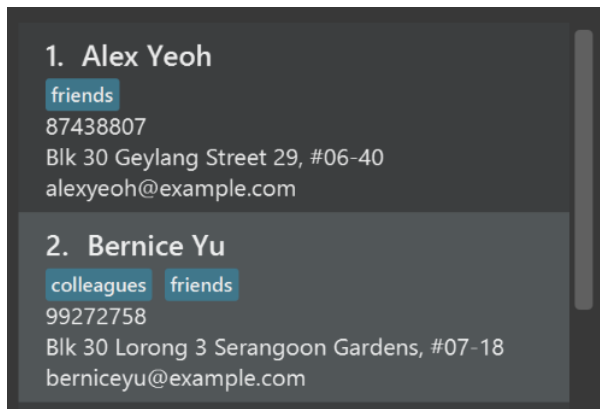 1. Alex Yeoh
friends
87438807
Blk 30 Geylang Street 29, #06-40
alexyeoh@example.com
2. Bernice Yu
colleagues friends
99272758
Blk 30 Lorong 3 Serangoon Gardens, #07-18
berniceyu@example.com